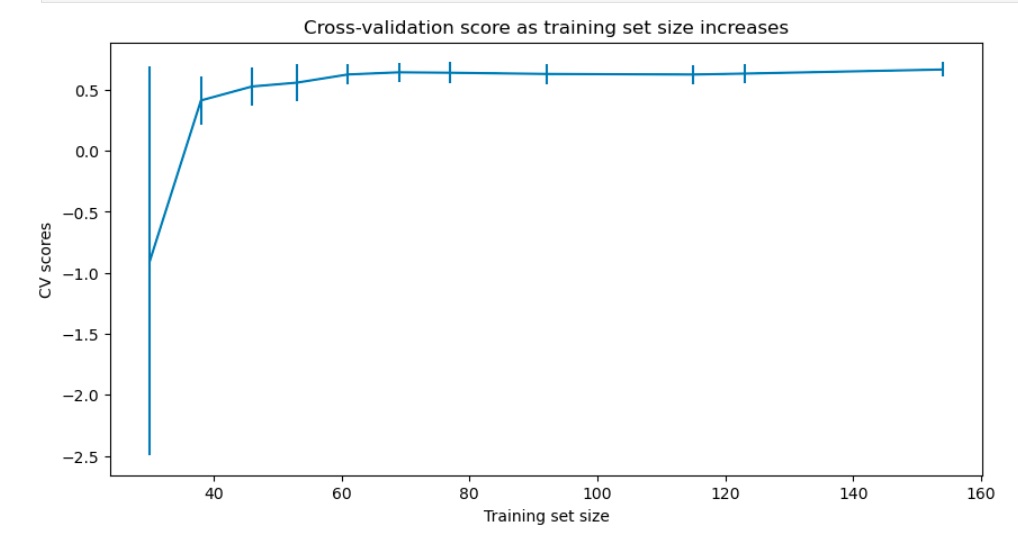 Cross-validation score as training set size increases
CV scores
0.5
0.0
−0.5
−1.0
−1.5
−2.0
−2.5
40 60 80 100 120 140 160
Training set size